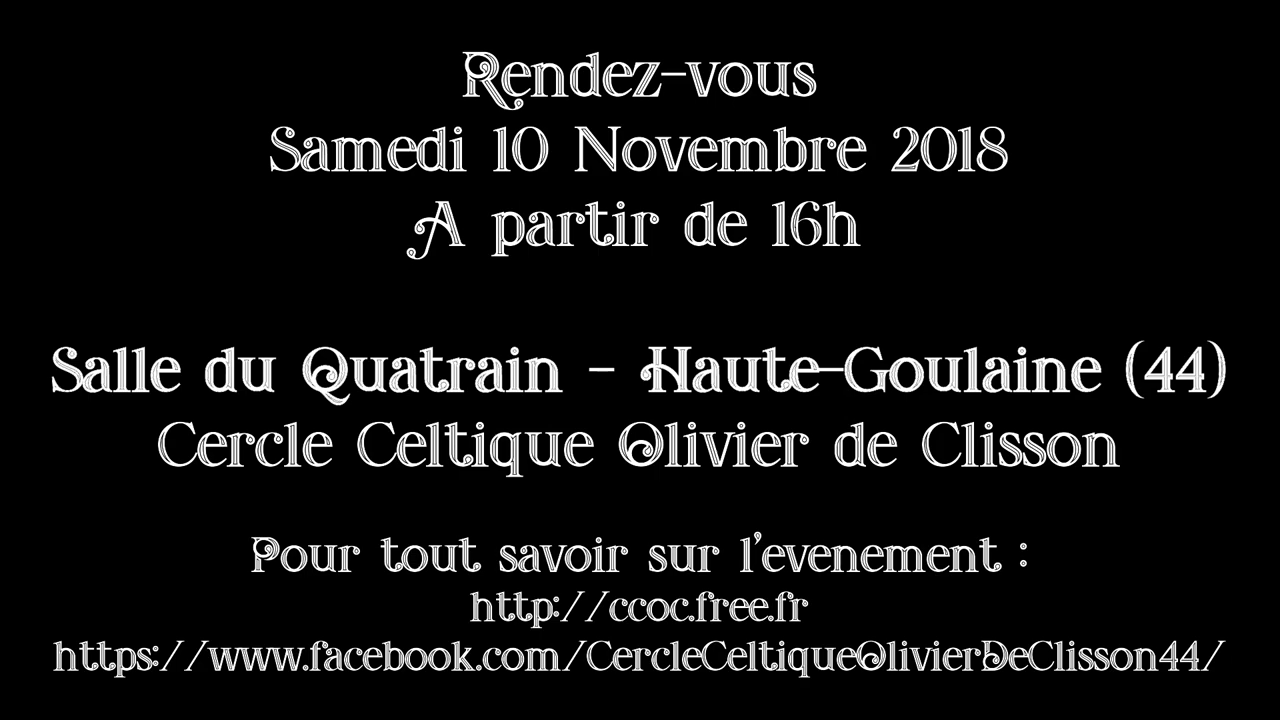 Rendez-vous
Samedi 10 Novembre 2018
A partir de 16h
Salle du Quatrain - Haute-Goulaine (44)
Cercle Celtique Olivier de Clisson
Pour tout savoir sur l'evenement :
http://ccoc.free.fr
https://www.facebook.com/CercleCeltiqueOlivierDeClisson44/